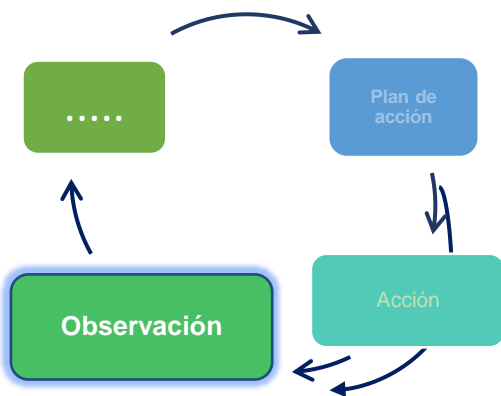 .....
Plan de
acción
Acción
Observación